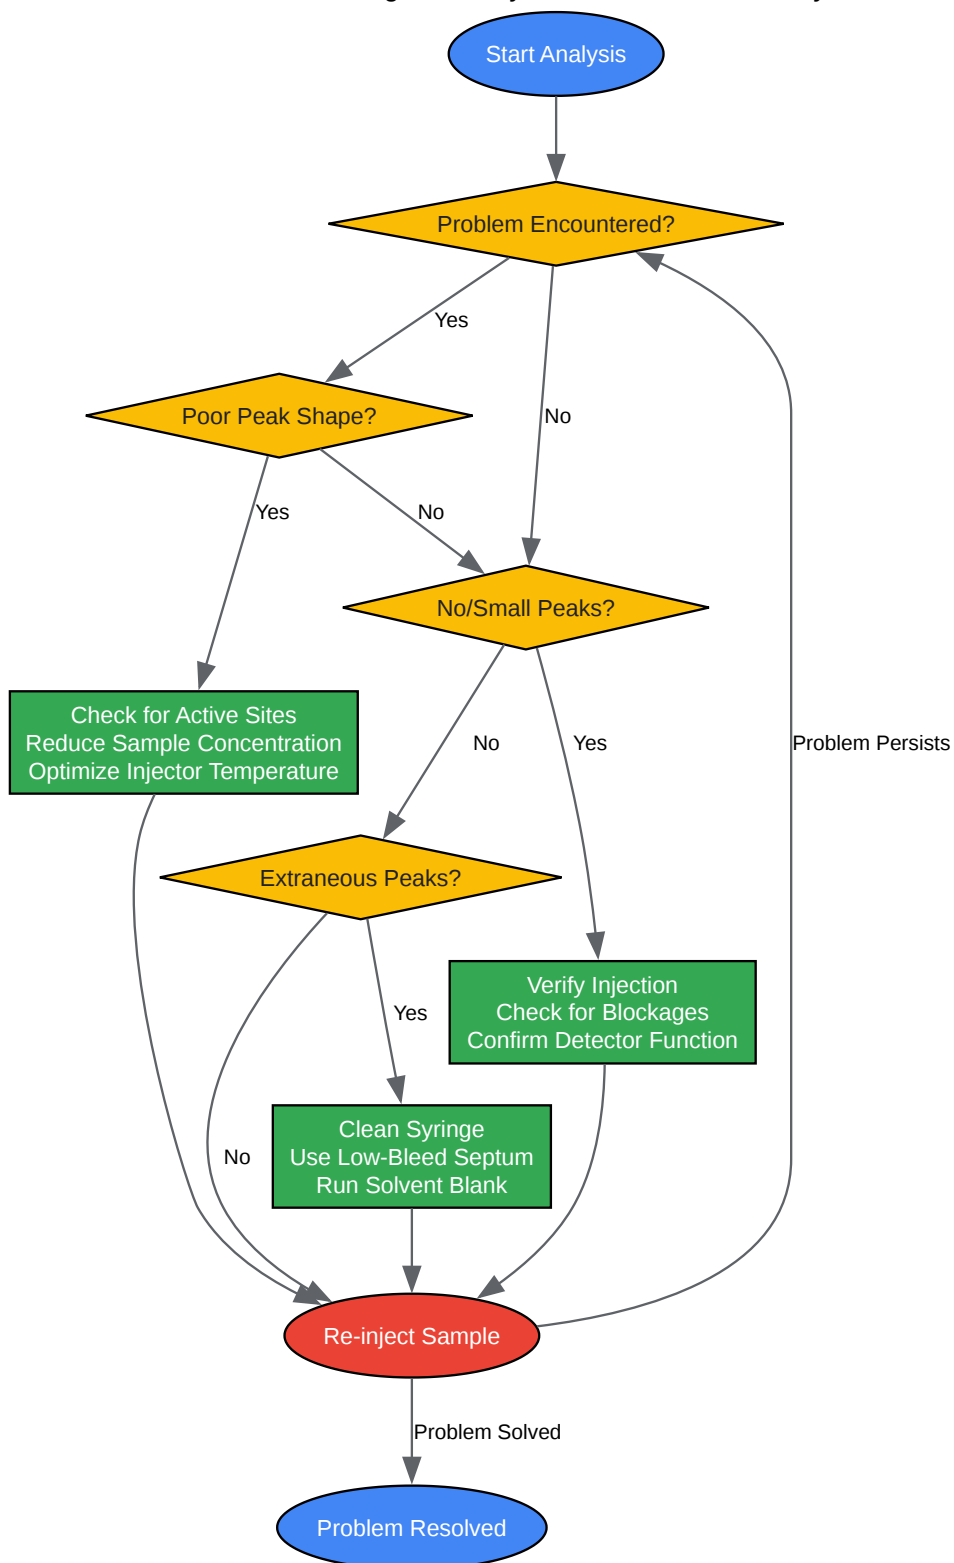 Start Analysis
Problem Encountered?
Yes
No
Poor Peak Shape?
Yes
No
No/Small Peaks?
Check for Active Sites
Reduce Sample Concentration
Optimize Injector Temperature
No
Yes
Problem Persists
Extraneous Peaks?
Verify Injection
Check for Blockages
Confirm Detector Function
Yes
Clean Syringe
Use Low-Bleed Septum
Run Solvent Blank
No
Re-inject Sample
Problem Solved
Problem Resolved